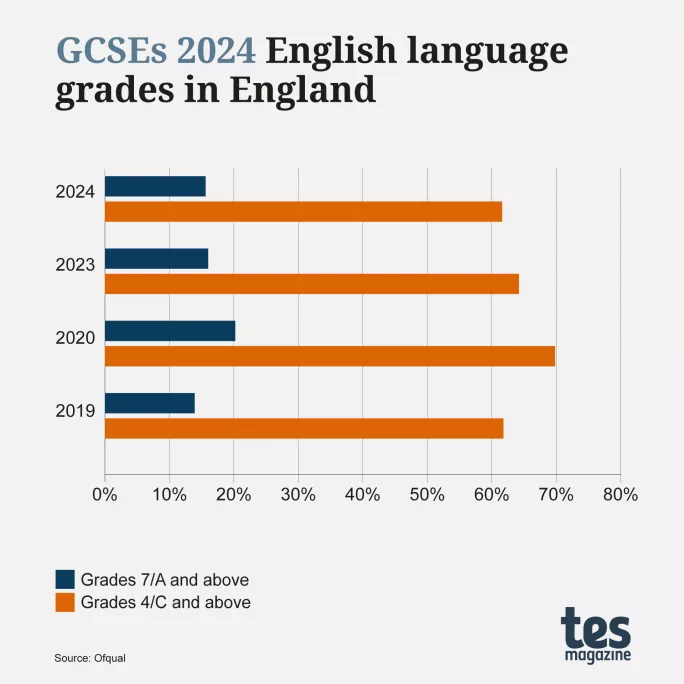 GCSEs 2024 English language
grades in England
2024
2023
2020
2019
0% 10% 20% 30% 40% 50% 60% 70% 80%
Grades 7/A and above
Grades 4/C and above
Source: Ofqual
tes
magazine